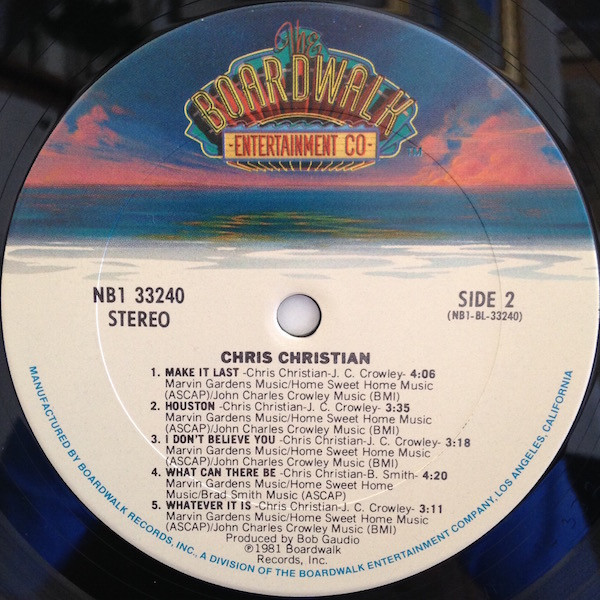 The
BOARDWALK
-ENTERTAINMENT CO-
TM
NB1 33240
STEREO
SIDE 2
(NB1-BL-33240)
CHRIS CHRISTIAN
1. MAKE IT LAST -Chris Christian-J. C. Crowley- 4:06
Marvin Gardens Music/Home Sweet Home Music
(ASCAP)/John Charles Crowley Music (BMI)
2. HOUSTON -Chris Christian-J. C. Crowley- 3:35
Marvin Gardens Music/Home Sweet Home Music
(ASCAP)/John Charles Crowley Music (BMI)
3. I DON'T BELIEVE YOU -Chris Christian-J. C. Crowley- 3:18
Marvin Gardens Music/Home Sweet Home Music
(ASCAP)/John Charles Crowley Music (BMI)
4. WHAT CAN THERE BE -Chris Christian-B. Smith- 4:20
Marvin Gardens Music/Home Sweet Home
Music/Brad Smith Music (ASCAP)
5. WHATEVER IT IS -Chris Christian-J. C. Crowley- 3:11
Marvin Gardens Music/Home Sweet Home Music
(ASCAP)/John Charles Crowley Music (BMI)
Produced by Bob Gaudio
℗1981 Boardwalk
Records, Inc.
MANUFACTURED BY BOARDWALK RECORDS, INC., A DIVISION OF THE BOARDWALK ENTERTAINMENT COMPANY, LOS ANGELES, CALIFORNIA